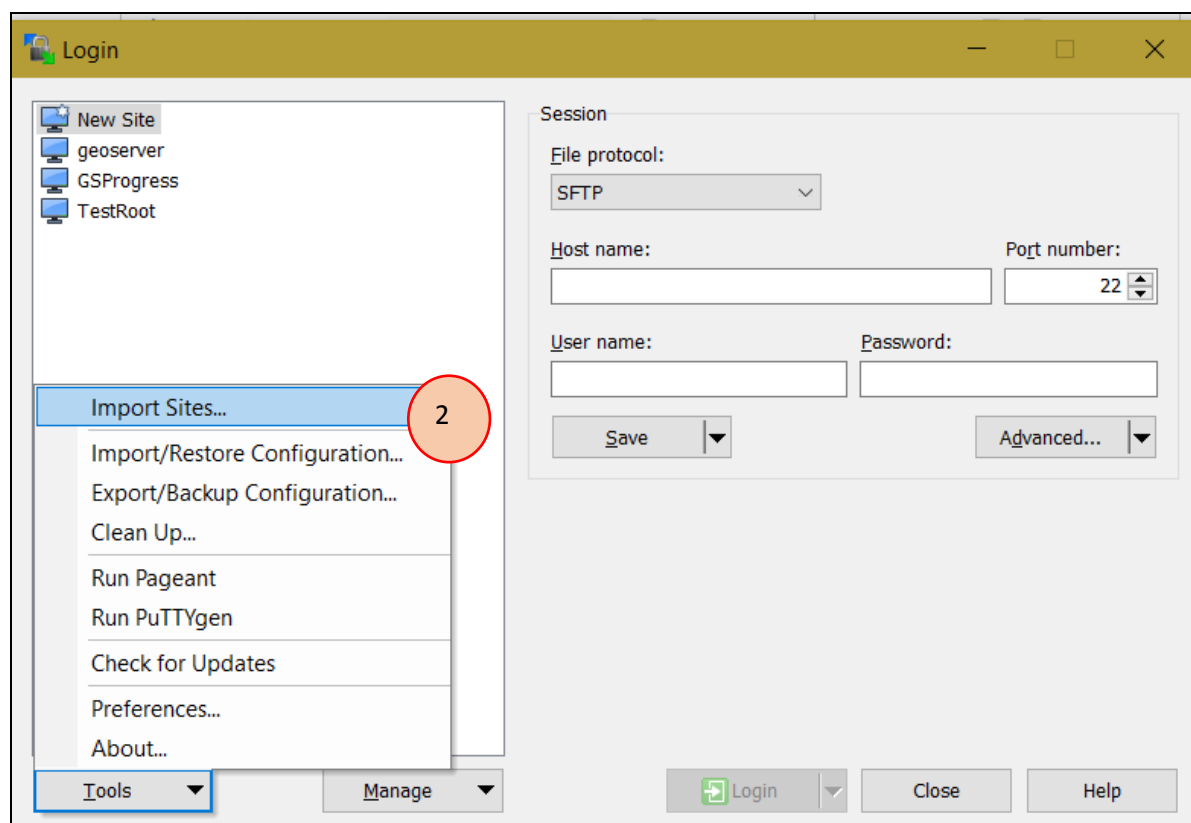 Login
New Site
geoserver
GSProgress
TestRoot
Import Sites...
2
Import/Restore Configuration...
Export/Backup Configuration...
Clean Up...
Run Pageant
Run PuTTYgen
Check for Updates
Preferences...
About...
Tools
Manage
Session
File protocol:
SFTP
Host name:
Port number:
22
User name:
Password:
Save
Advanced...
Login
Close
Help